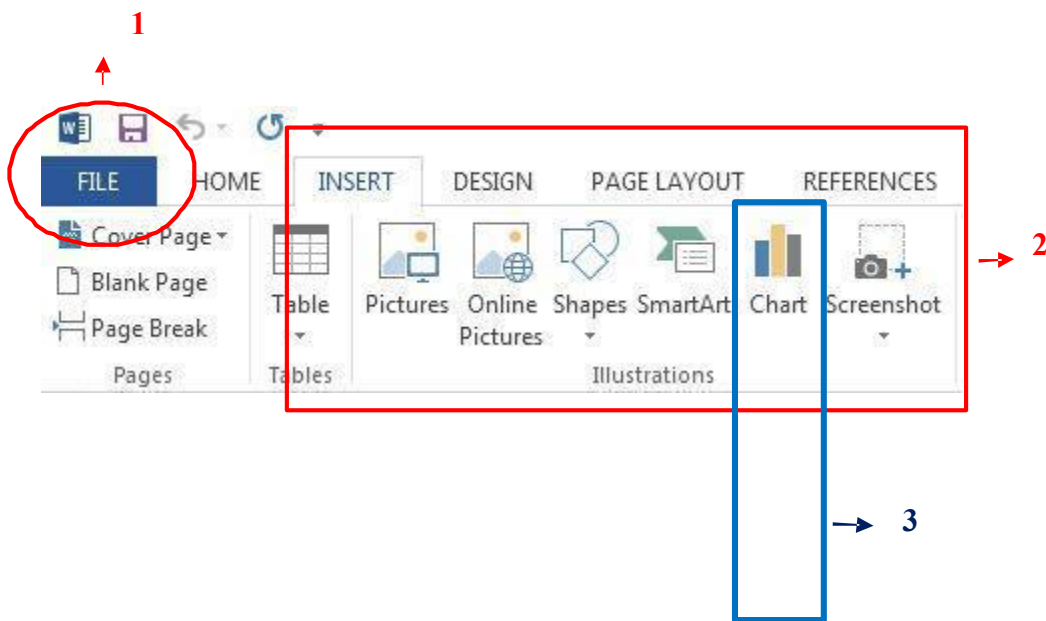 1
FILE HOME INSERT DESIGN PAGE LAYOUT REFERENCES
Cover Page
Blank Page
Page Break
Table
Pictures
Online
Pictures
Shapes
SmartArt
Chart
Screenshot
Pages
Tables
Illustrations
2
3